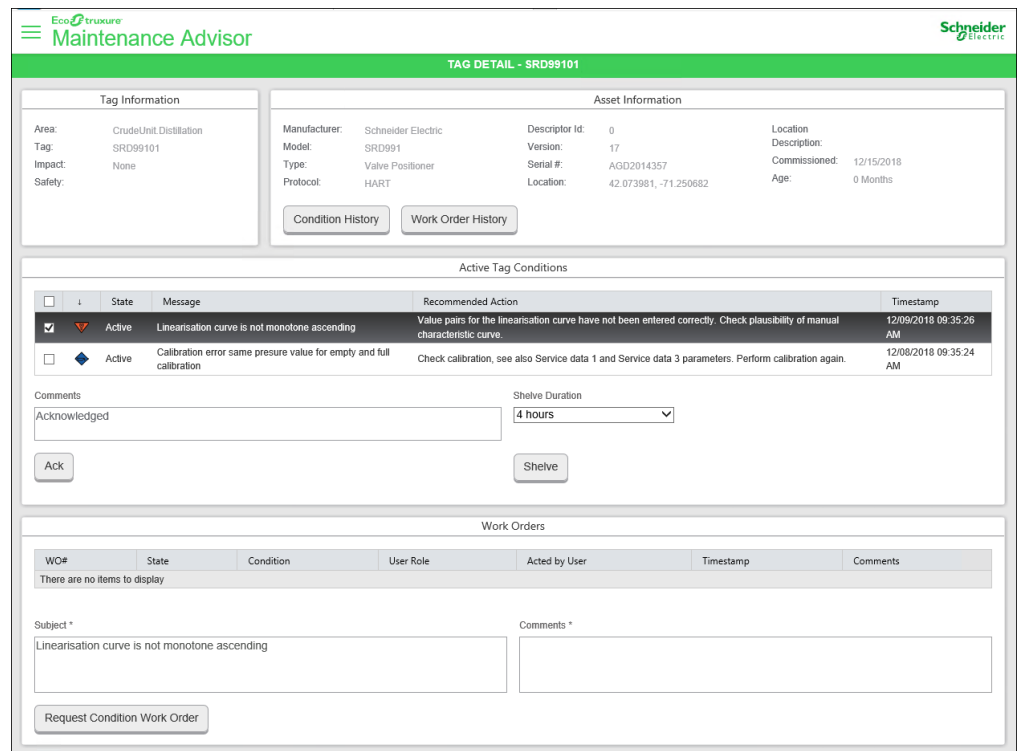 EcoStruxure
Maintenance Advisor
Schneider
Electric
TAG DETAIL - SRD99101
Tag Information
Area: CrudeUnit.Distillation
Tag: SRD99101
Impact: None
Safety:
Asset Information
Manufacturer: Schneider Electric Descriptor Id: 0 Location
Description:
Model: SRD991 Version: 17
Type: Valve Positioner Serial #: AGD2014357 Commissioned: 12/15/2018
Protocol: HART Location: 42.073981, -71.250682 Age: 0 Months
Condition History Work Order History
Active Tag Conditions
↓ State Message Recommended Action Timestamp
Active Linearisation curve is not monotone ascending Value pairs for the linearisation curve have not been entered correctly. Check plausibility of manual 12/09/2018 09:35:26
characteristic curve. AM
Active Calibration error same presure value for empty and full Check calibration, see also Service data 1 and Service data 3 parameters. Perform calibration again. 12/08/2018 09:35:24
calibration AM
Comments Shelve Duration
Acknowledged 4 hours
Ack Shelve
Work Orders
WO# State Condition User Role Acted by User Timestamp Comments
There are no items to display
Subject * Comments *
Linearisation curve is not monotone ascending
Request Condition Work Order